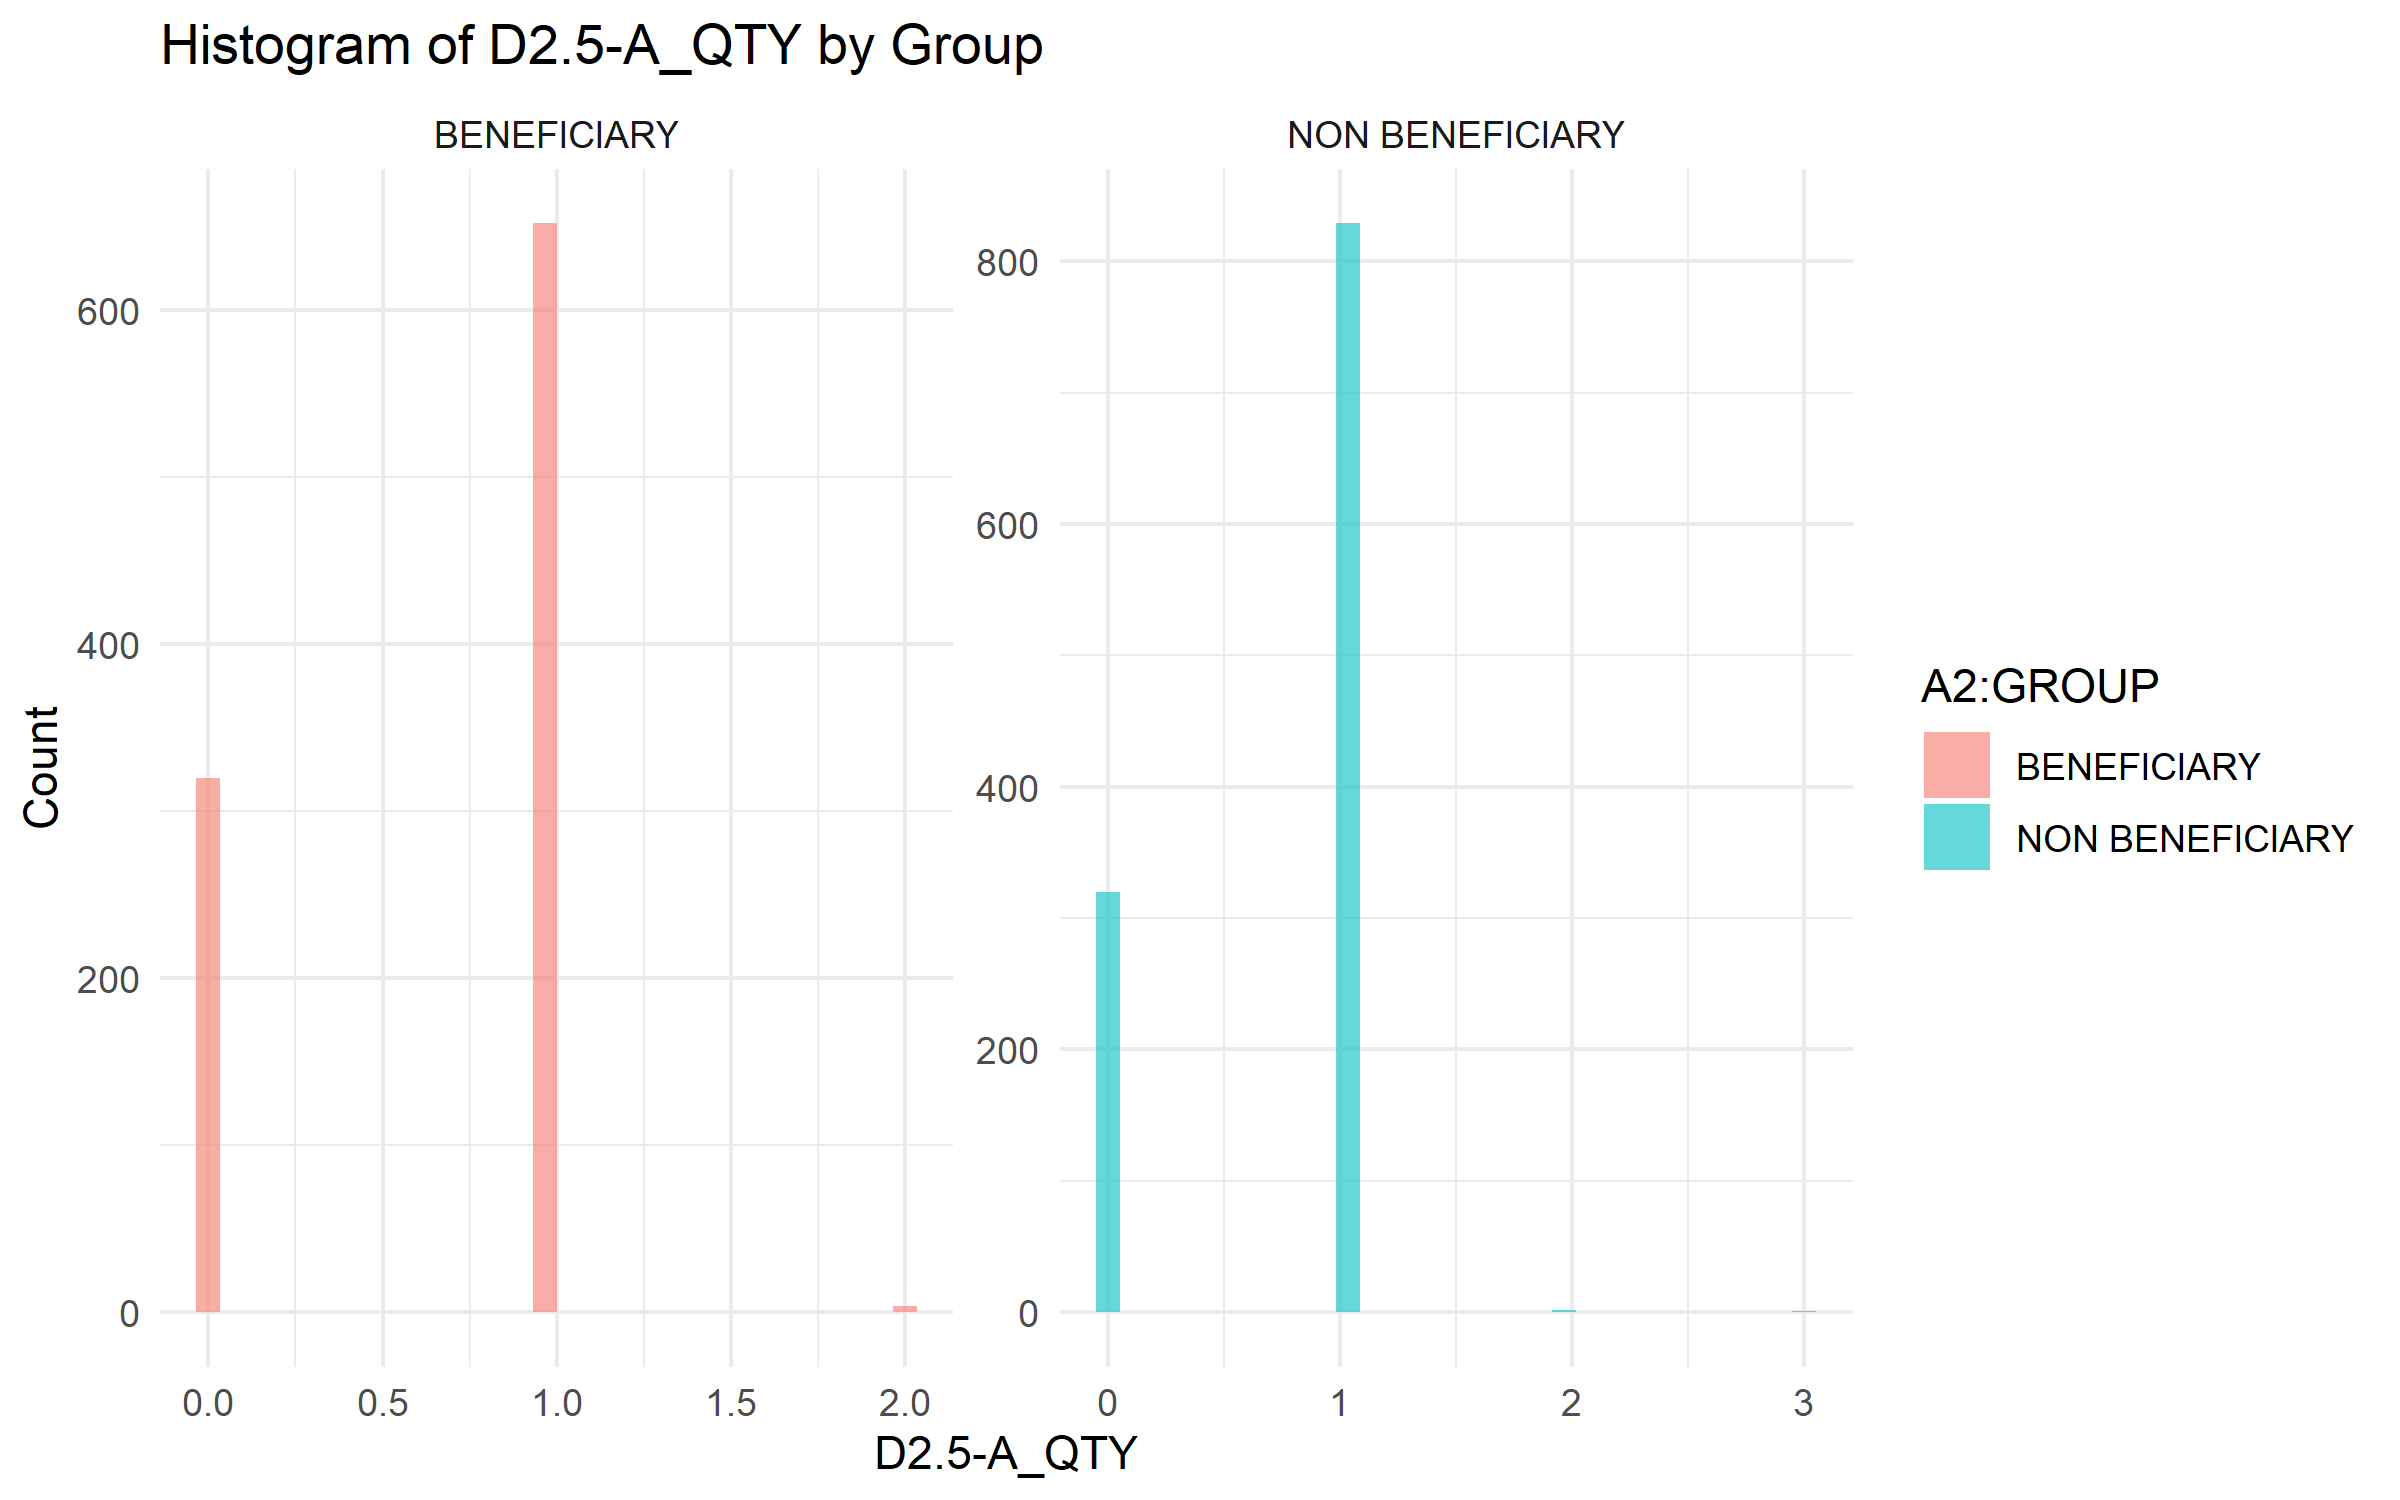 Histogram of D2.5-A_QTY by Group
BENEFICIARY
NON BENEFICIARY
Count
600
400
200
0
800
600
400
200
0
0.0 0.5 1.0 1.5 2.0
0 1 2 3
D2.5-A_QTY
A2:GROUP
BENEFICIARY
NON BENEFICIARY